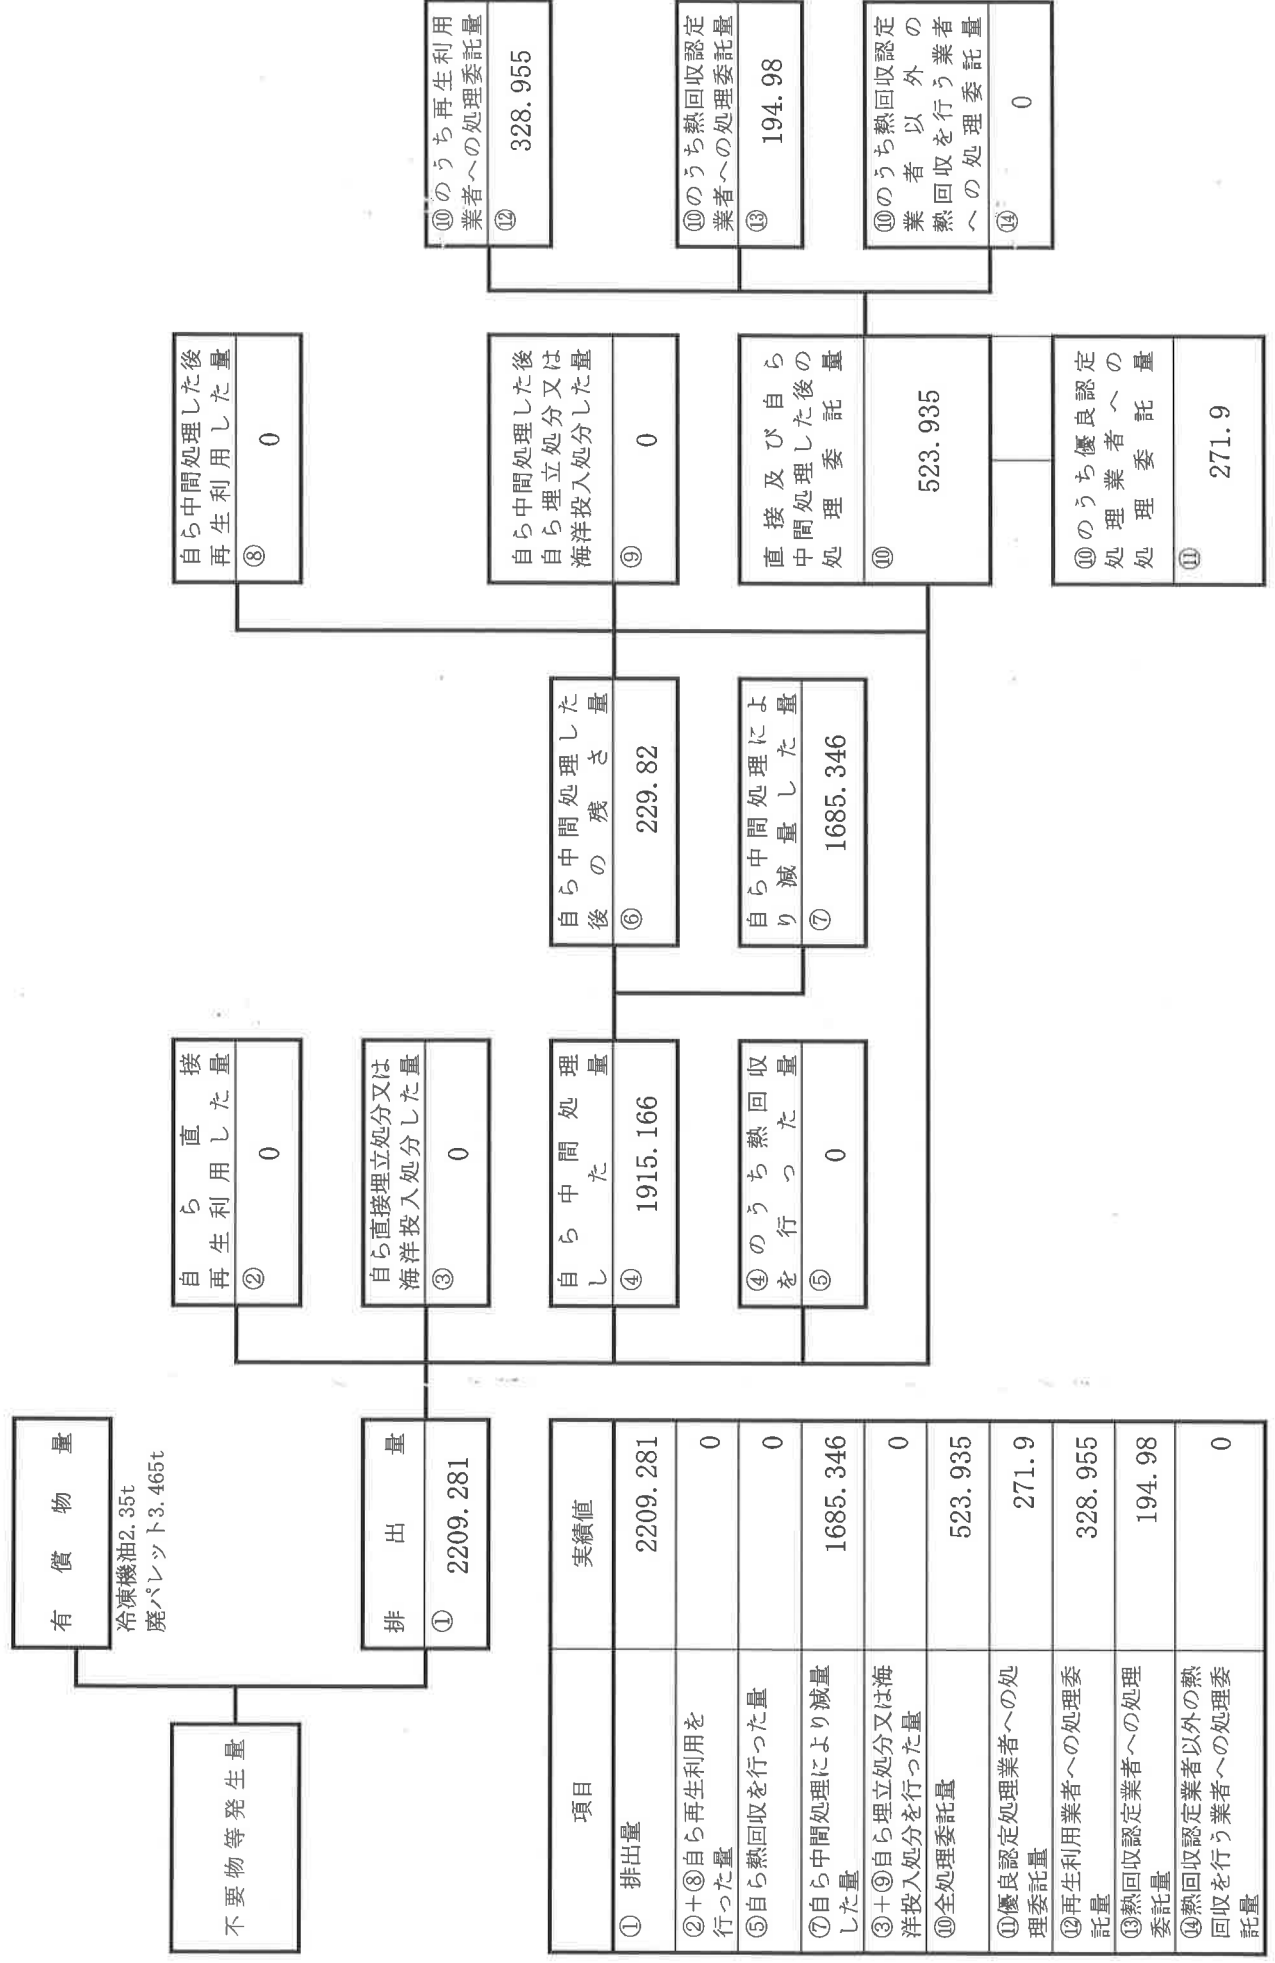 不要物等発生量
有償物量
冷凍機油2.35t
廃パレット3.465t
排出量
① 2209.281
自ら直接
再生利用した量
② 0
自ら直接埋立処分又は
海洋投入処分した量
③ 0
自ら中間処理
した量
④ 1915.166
④のうち熱回収
を行った量
⑤ 0
自ら中間処理した
後の残さ量
⑥ 229.82
自ら中間処理によ
り減量した量
⑦ 1685.346
自ら中間処理した後
再生利用した量
⑧ 0
自ら中間処理した後
自ら埋立処分又は
海洋投入処分した量
⑨ 0
直接及び自ら
中間処理した後の
処理委託量
⑩ 523.935
⑩のうち優良認定
処理業者への
処理委託量
⑪ 271.9
⑩のうち再生利用
業者への処理委託量
⑫ 328.955
⑩のうち熱回収認定
業者への処理委託量
⑬ 194.98
⑩のうち熱回収認定
業者以外の
熱回収を行う業者
への処理委託量
⑭ 0
項目 実績値
① 排出量 2209.281
②+⑧自ら再生利用を
行った量 0
⑤自ら熱回収を行った量 0
⑦自ら中間処理により減量
した量 1685.346
③+⑨自ら埋立処分又は海
洋投入処分を行った量 0
⑩全処理委託量 523.935
⑪優良認定処理業者への処
理委託量 271.9
⑫再生利用業者への処理委
託量 328.955
⑬熱回収認定業者への処理
委託量 194.98
⑭熱回収認定業者以外の熱
回収を行う業者への処理委
託量 0